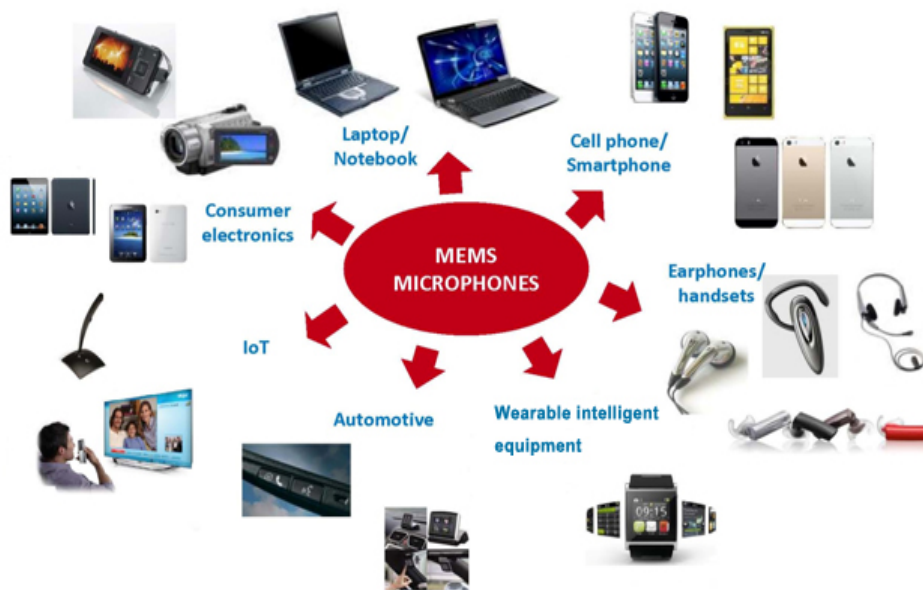 Laptop/
Notebook
Cell phone/
Smartphone
Consumer
electronics
MEMS
MICROPHONES
Earphones/
handsets
IoT
Automotive
Wearable intelligent
equipment
09:15